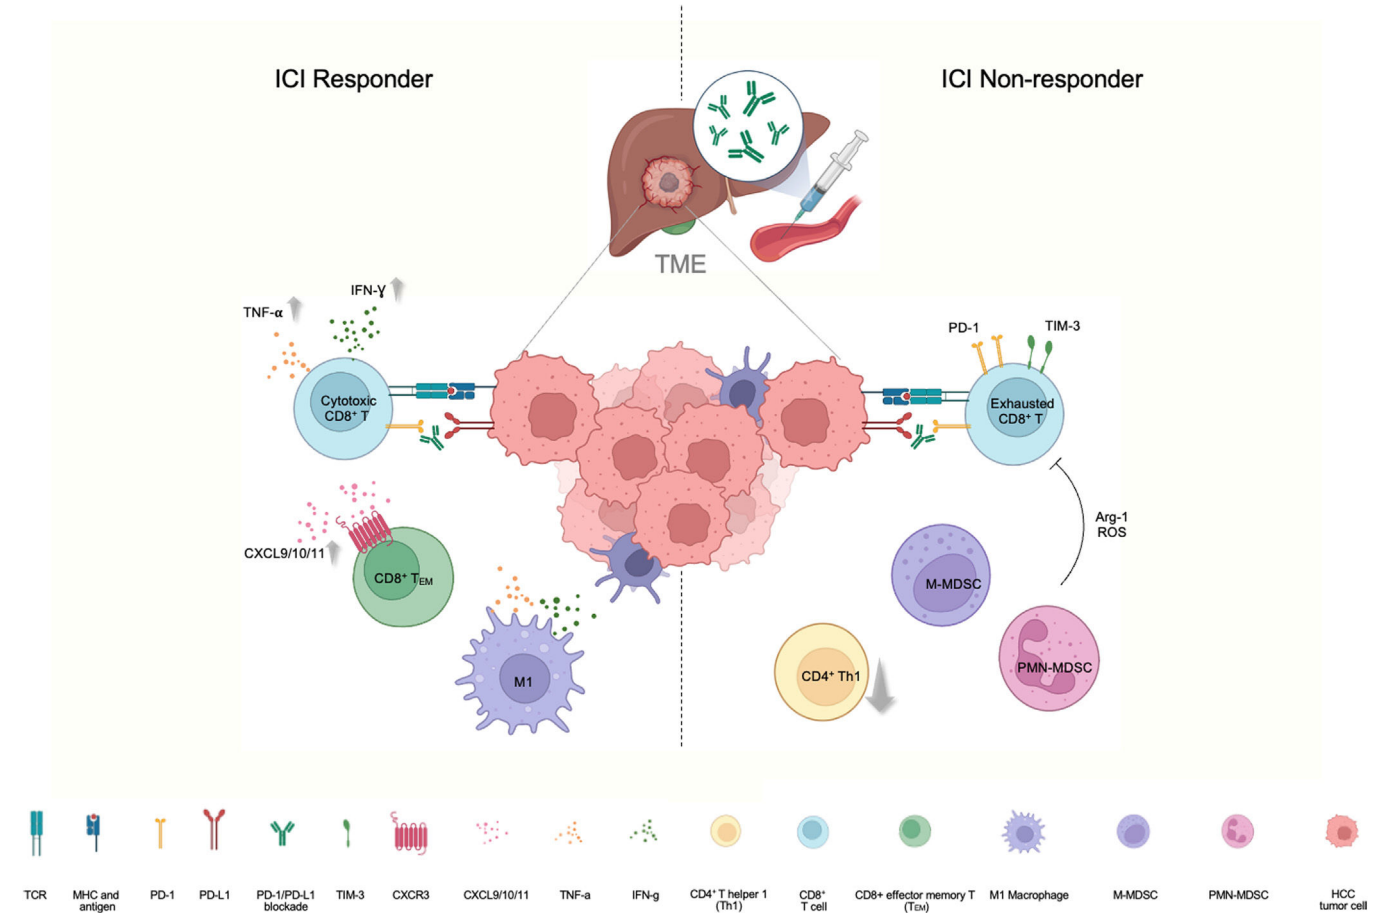 ICI Responder
ICI Non-responder
TME
TNF-α
IFN-γ
PD-1
TIM-3
Cytotoxic
CD8⁺ T
Exhausted
CD8⁺ T
CXCL9/10/11
CD8⁺ T_EM
Arg-1
ROS
M-MDSC
M1
CD4⁺ Th1
PMN-MDSC
TCR
MHC and
antigen
PD-1
PD-L1
PD-1/PD-L1
blockade
TIM-3
CXCR3
CXCL9/10/11
TNF-a
IFN-g
CD4⁺ T helper 1
(Th1)
CD8⁺
T cell
CD8+ effector memory T
(T_EM)
M1 Macrophage
M-MDSC
PMN-MDSC
HCC
tumor cell